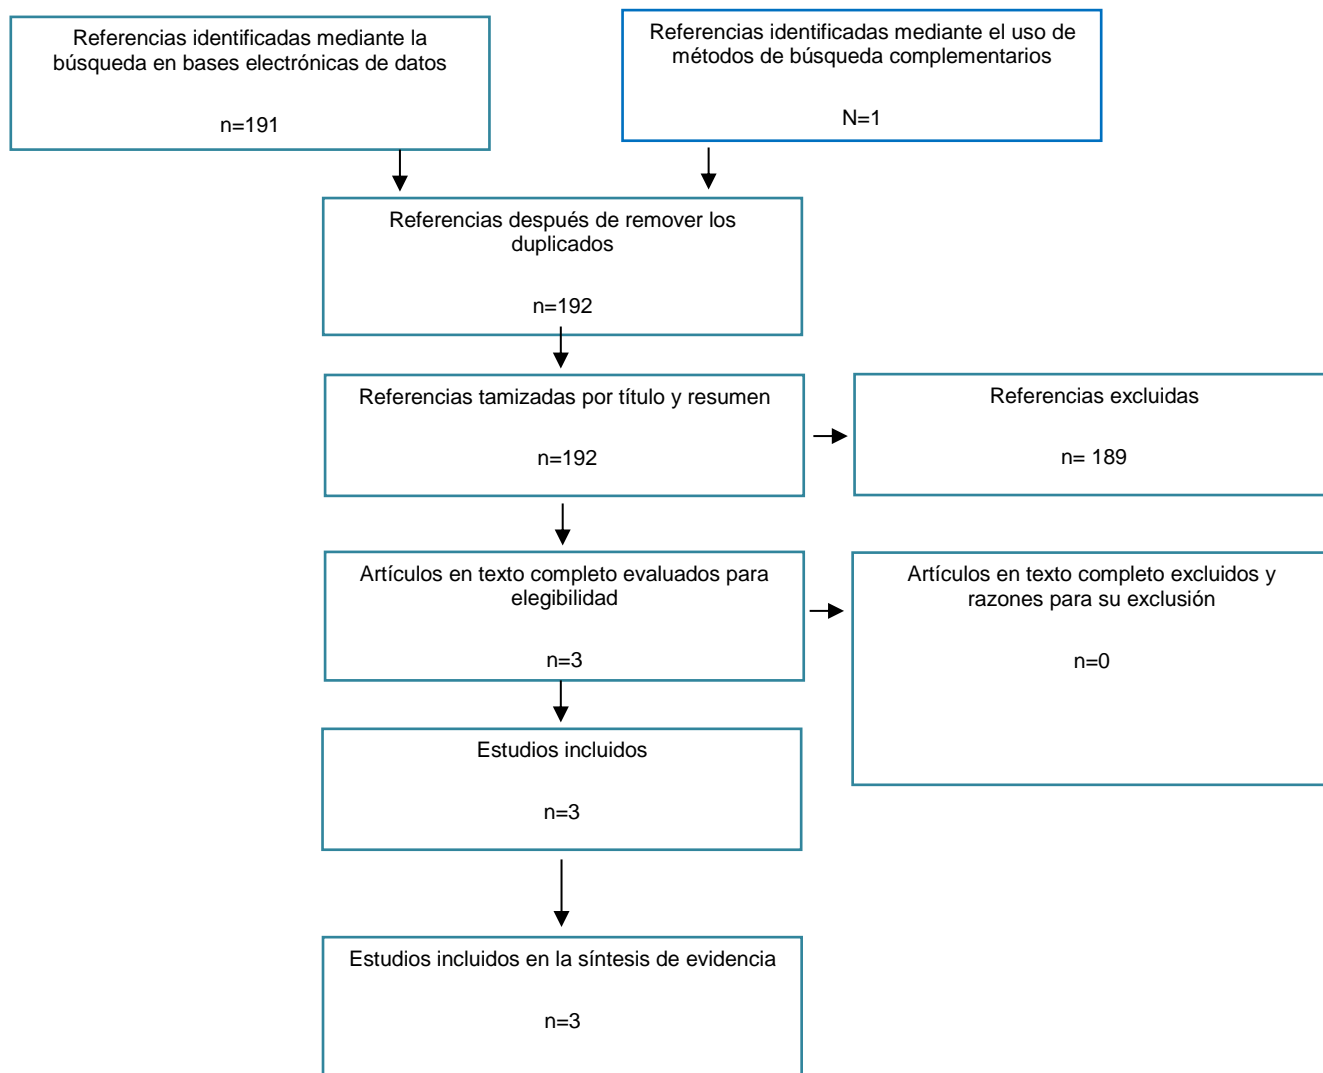 Referencias identificadas mediante la
búsqueda en bases electrónicas de datos
n=191
Referencias identificadas mediante el uso de
métodos de búsqueda complementarios
N=1
Referencias después de remover los
duplicados
n=192
Referencias tamizadas por título y resumen
n=192
Referencias excluidas
n= 189
Artículos en texto completo evaluados para
elegibilidad
n=3
Artículos en texto completo excluidos y
razones para su exclusión
n=0
Estudios incluidos
n=3
Estudios incluidos en la síntesis de evidencia
n=3